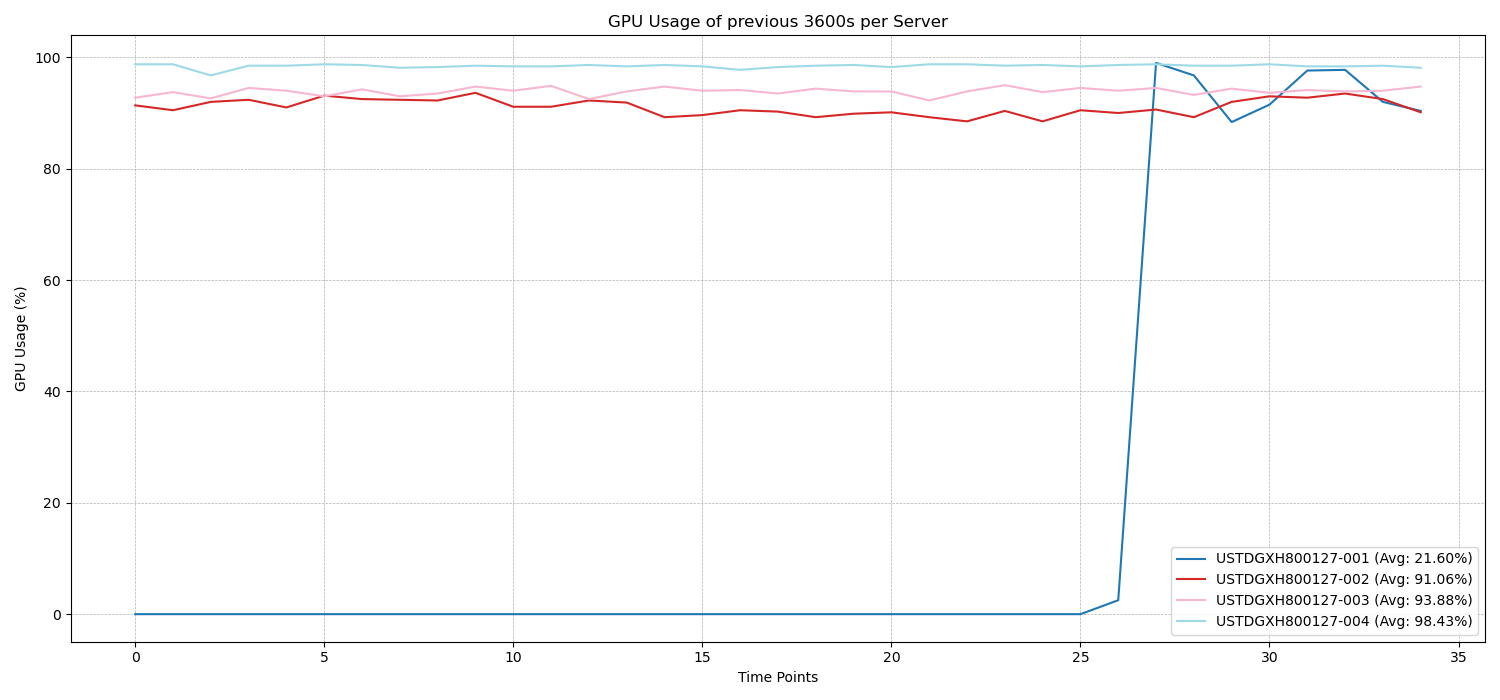 GPU Usage of previous 3600s per Server
GPU Usage (%)
100
80
60
40
20
0
USTDGXH800127-001 (Avg: 21.60%)
USTDGXH800127-002 (Avg: 91.06%)
USTDGXH800127-003 (Avg: 93.88%)
USTDGXH800127-004 (Avg: 98.43%)
0 5 10 15 20 25 30 35
Time Points